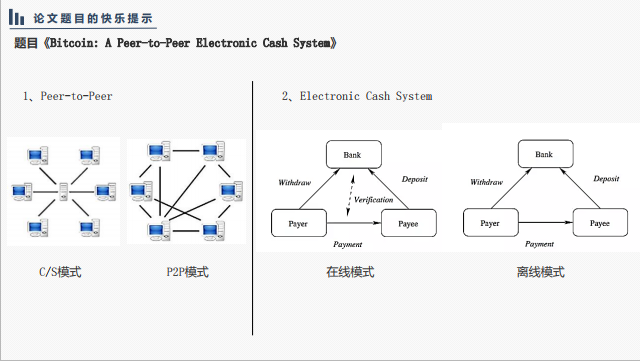 论文题目的快乐提示
题目《Bitcoin: A Peer-to-Peer Electronic Cash System》
1、Peer-to-Peer
2、Electronic Cash System
Bank
Withdraw
Deposit
Verification
Payer
Payee
Payment
Bank
Withdraw
Deposit
Payer
Payee
Payment
C/S模式
P2P模式
在线模式
离线模式